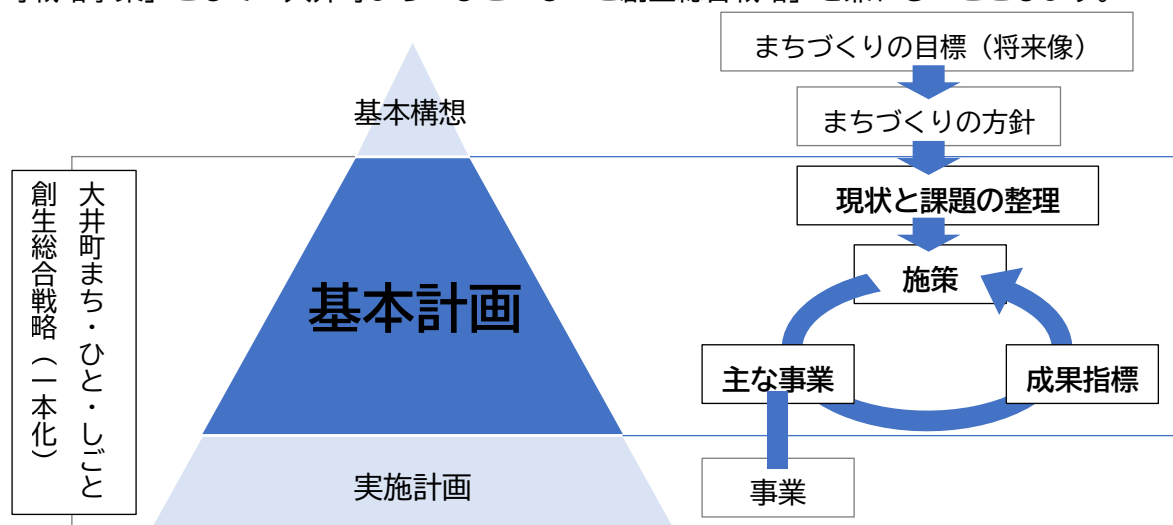 まちづくりの目標（将来像）
基本構想
まちづくりの方針
大井町まち・ひと・しごと
創生総合戦略（一本化）
現状と課題の整理
施策
基本計画
主な事業
成果指標
実施計画
事業